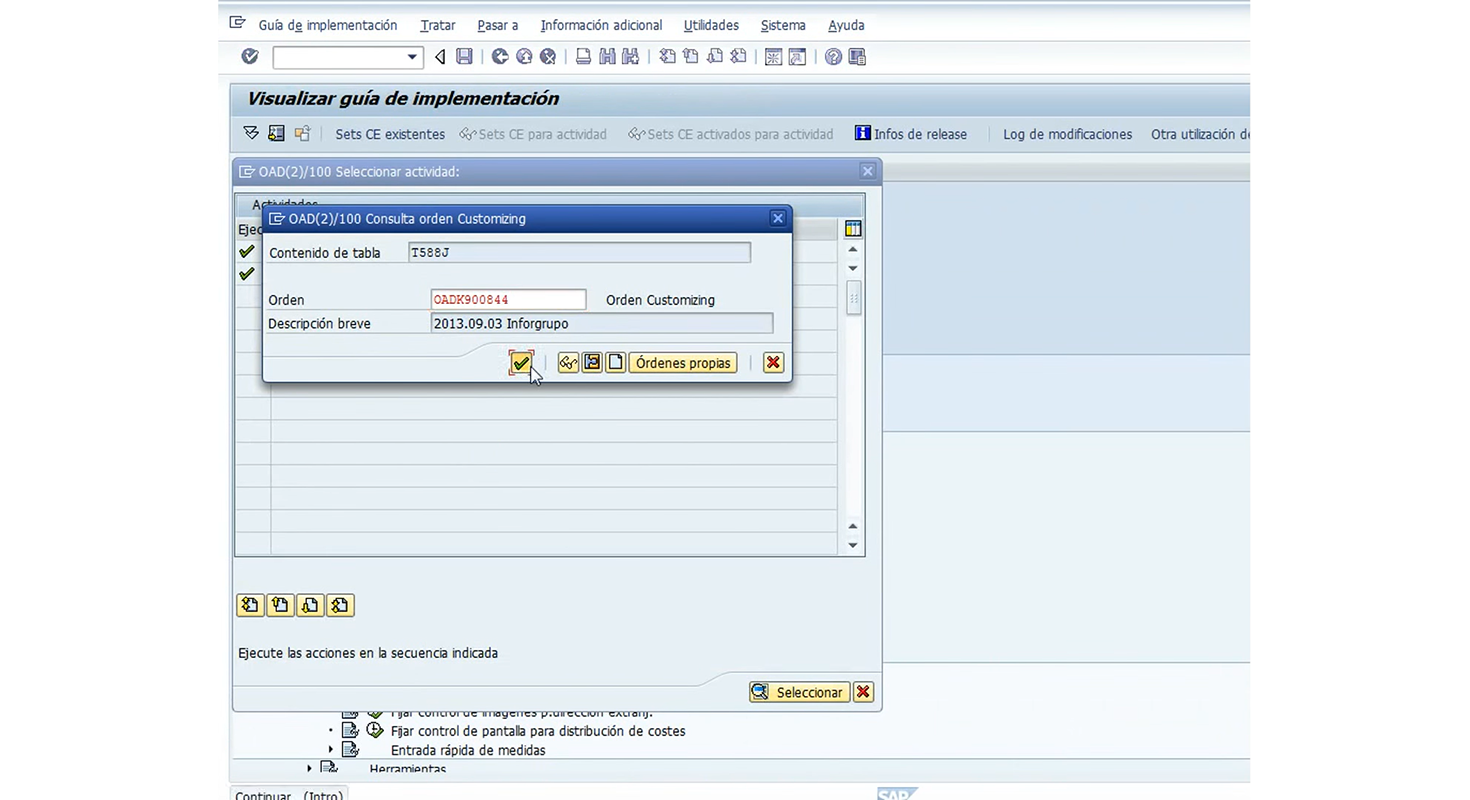 Guía de implementación Tratar Pasar a Información adicional Utilidades Sistema Ayuda
Visualizar guía de implementación
Sets CE existentes Sets CE para actividad Sets CE activados para actividad Infos de release Log de modificaciones Otra utilización
OAD(2)/100 Seleccionar actividad:
Actividades
Ejec
OAD(2)/100 Consulta orden Customizing
Contenido de tabla T588J
Orden OADK900844 Orden Customizing
Descripción breve 2013.09.03 Inforgrupo
Órdenes propias
Ejecute las acciones en la secuencia indicada
Seleccionar
Fijar control de imágenes p.dirección extranj.
Fijar control de pantalla para distribución de costes
Entrada rápida de medidas
Herramientas
Continuar (Intro)
SAP